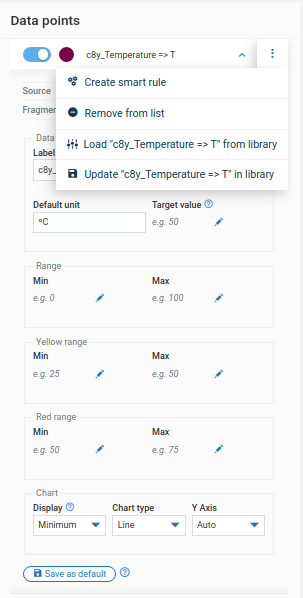 Data points
c8y_Temperature => T
Create smart rule
Remove from list
Load "c8y_Temperature => T" from library
Update "c8y_Temperature => T" in library
Source
Fragmen
Data
Label
c8y_
Default unit Target value
ºC e.g. 50
Range
Min Max
e.g. 0 e.g. 100
Yellow range
Min Max
e.g. 25 e.g. 50
Red range
Min Max
e.g. 50 e.g. 75
Chart
Display Chart type Y Axis
Minimum Line Auto
Save as default